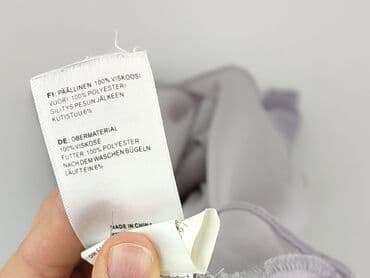 FI: PÄÄLLINEN 100% VISKOOSI
VUORI: 100% POLYESTERI
SILITYS PESUN JÄLKEEN
KUTISTUU 6%
DE: OBERMATERIAL
100% VISKOSE
FUTTER: 100% POLYESTER
NACH DEM WASCHEN BÜGELN
LÄUFT EIN 6%
MADE IN CHINA